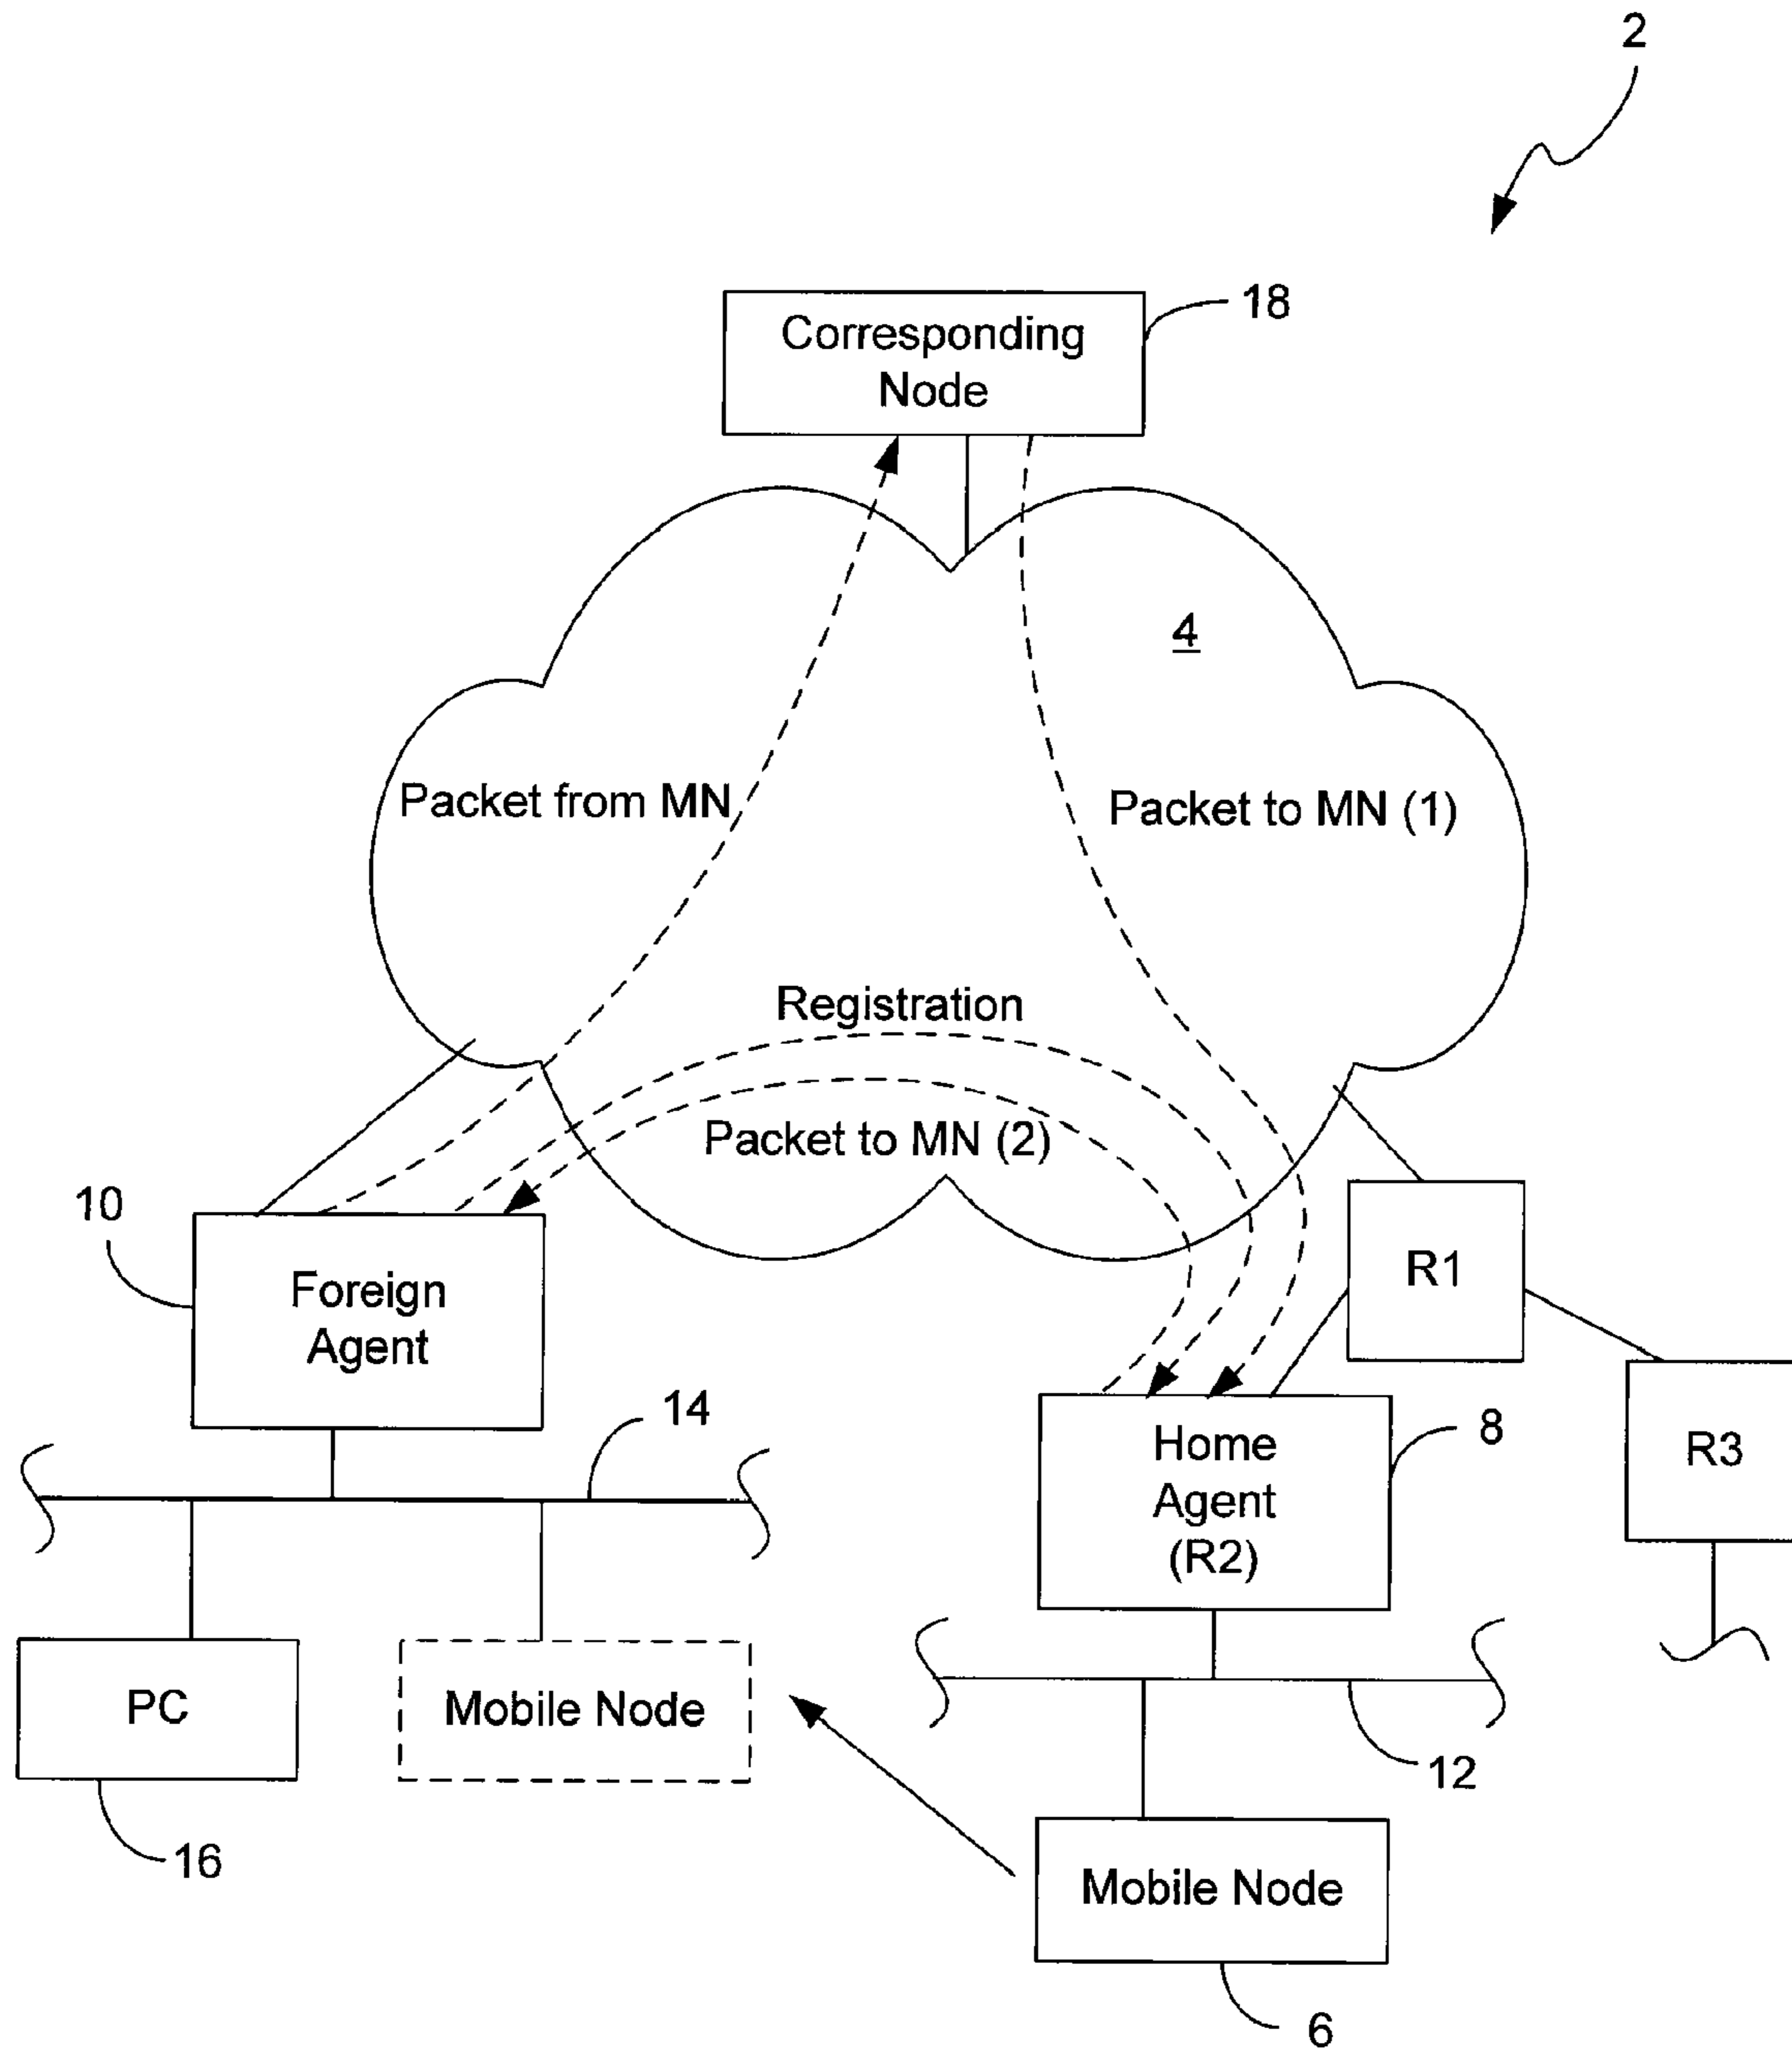 2
Corresponding
Node
18
4
Packet from MN
Packet to MN (1)
Registration
Packet to MN (2)
10
Foreign
Agent
R1
14
Home
Agent
(R2)
8
R3
PC
Mobile Node
12
16
Mobile Node
6